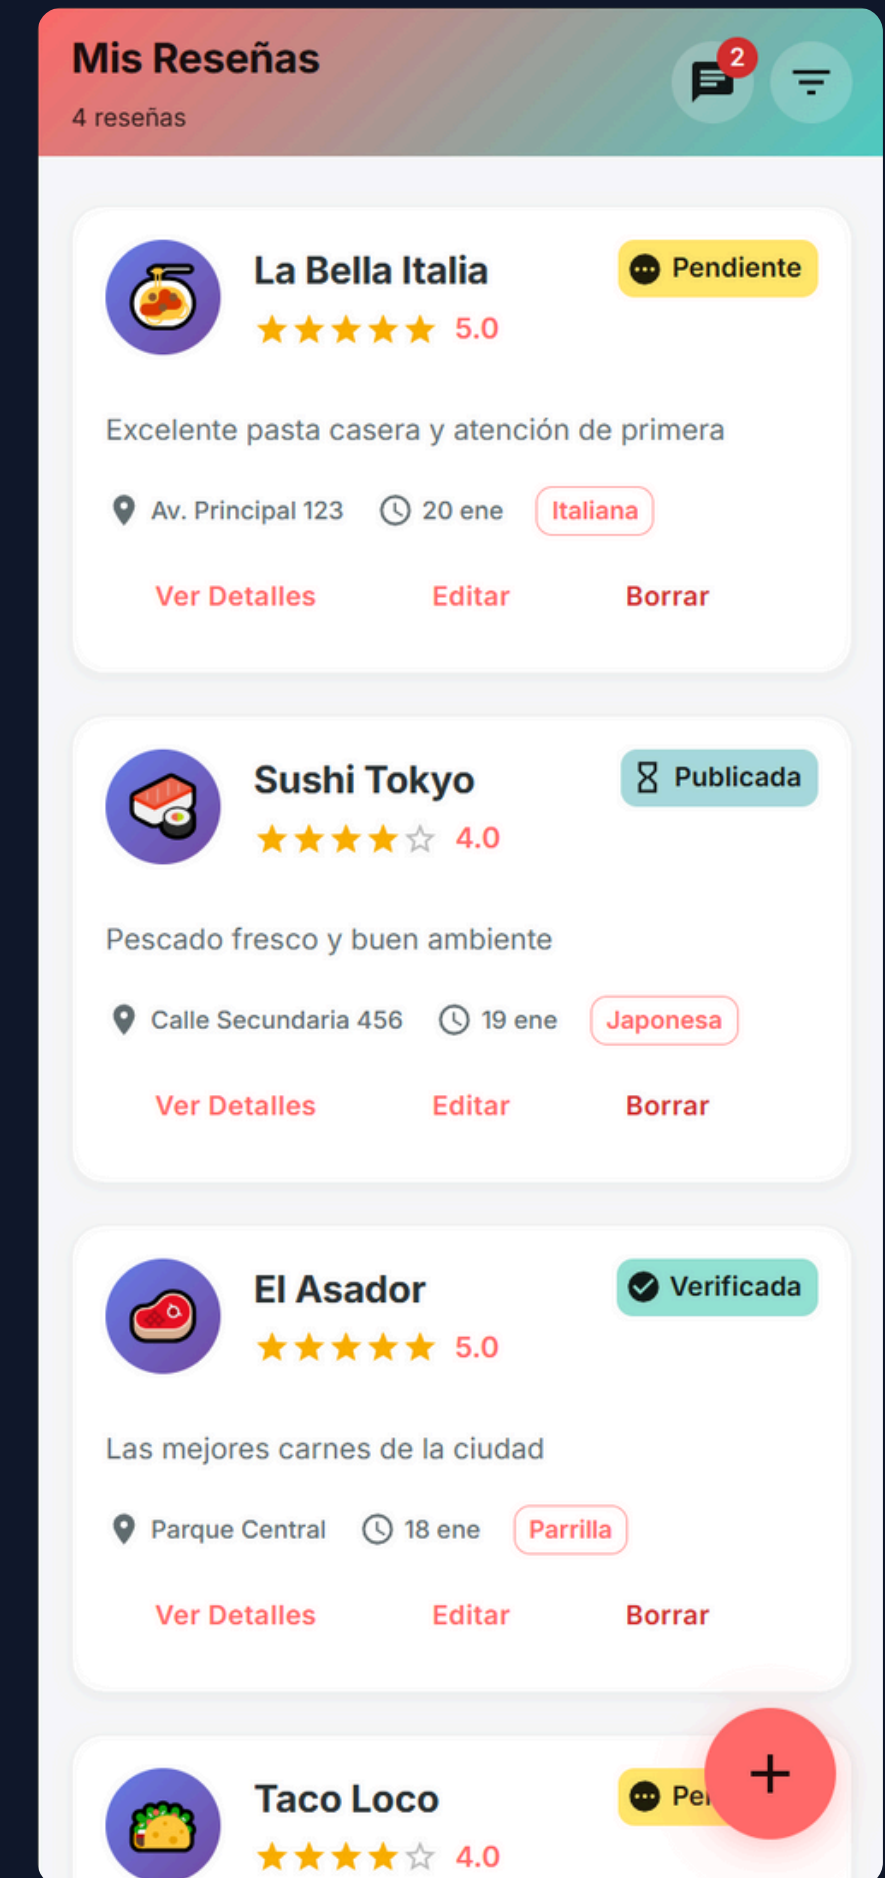 Mis Reseñas
2
4 reseñas
La Bella Italia
Pendiente
5.0
Excelente pasta casera y atención de primera
Av. Principal 123 20 ene Italiana
Ver Detalles Editar Borrar
Sushi Tokyo
Publicada
4.0
Pescado fresco y buen ambiente
Calle Secundaria 456 19 ene Japonesa
Ver Detalles Editar Borrar
El Asador
Verificada
5.0
Las mejores carnes de la ciudad
Parque Central 18 ene Parrilla
Ver Detalles Editar Borrar
Taco Loco
4.0